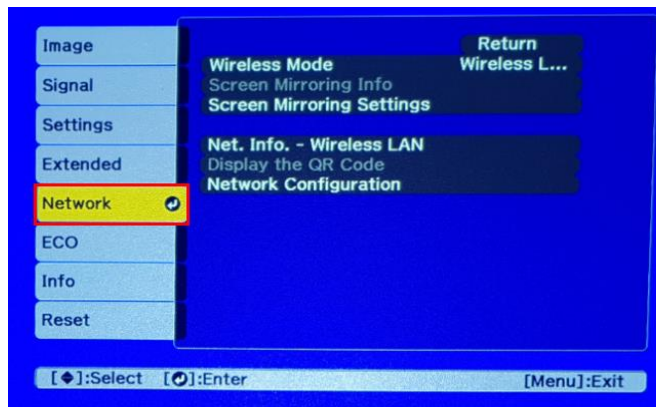 Image
Signal
Settings
Extended
Network
ECO
Info
Reset
Return
Wireless Mode Wireless L...
Screen Mirroring Info
Screen Mirroring Settings
Net. Info. - Wireless LAN
Display the QR Code
Network Configuration
[◆]:Select [⏎]:Enter [Menu]:Exit